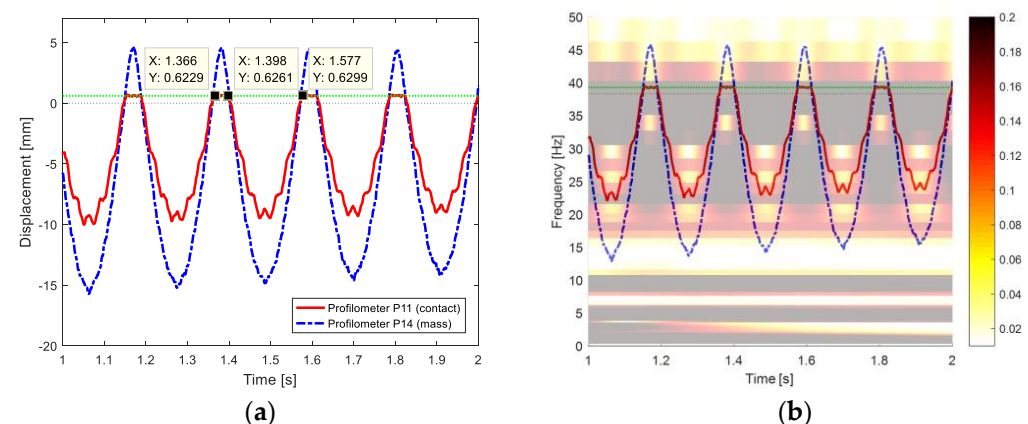 X: 1.366 X: 1.398 X: 1.577
Y: 0.6229 Y: 0.6261 Y: 0.6299
5
0
-5
-10
-15
-20
Displacement [mm]
Profilometer P11 (contact)
Profilometer P14 (mass)
1 1.1 1.2 1.3 1.4 1.5 1.6 1.7 1.8 1.9 2
Time [s]
(a)
50
45
40
35
30
25
20
15
10
5
0
Frequency [Hz]
1 1.2 1.4 1.6 1.8 2
Time [s]
0.2
0.18
0.16
0.14
0.12
0.1
0.08
0.06
0.04
0.02
(b)